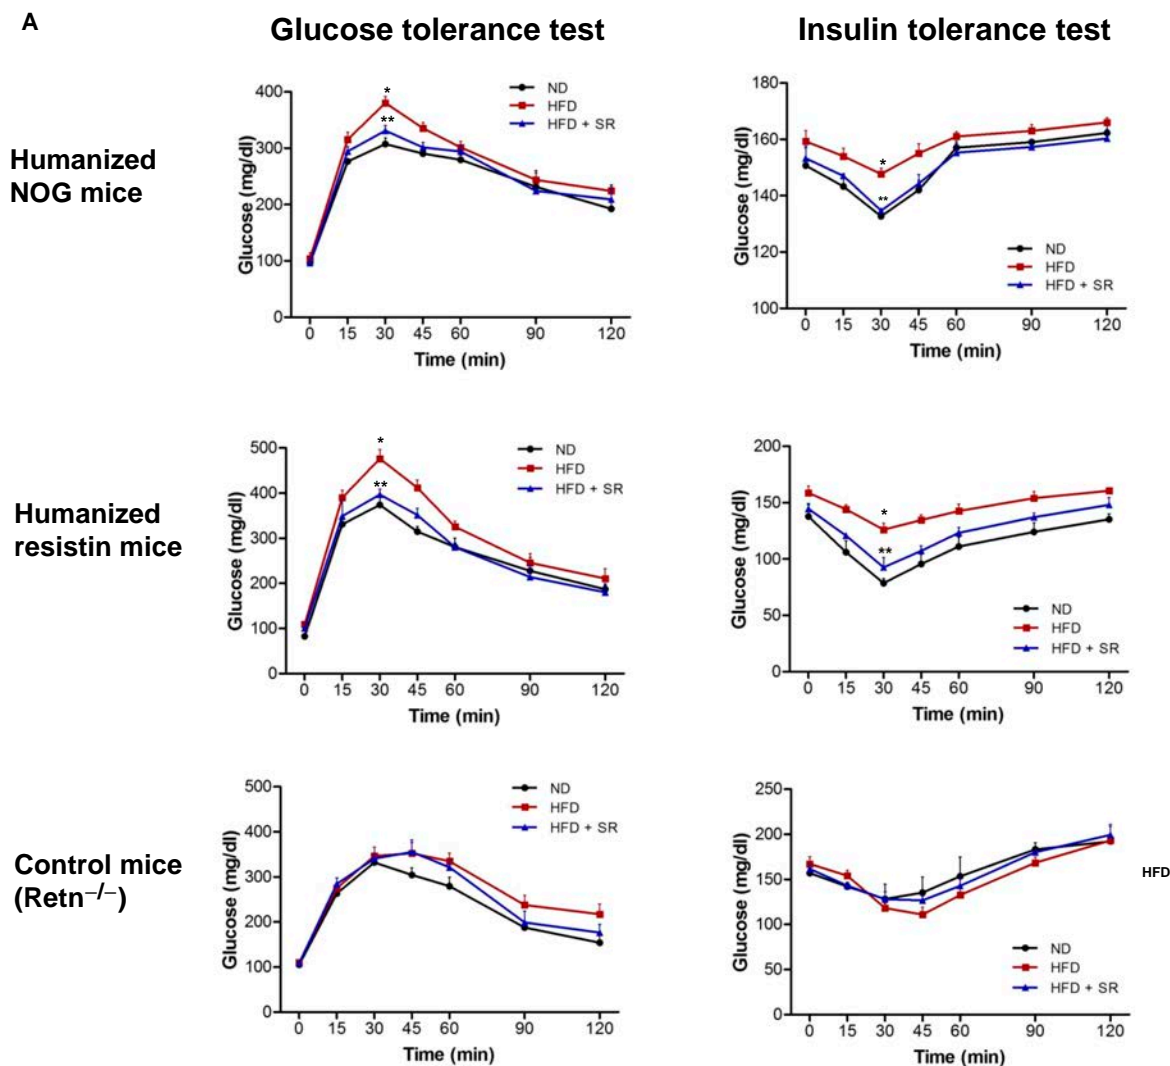 A
Glucose tolerance test
Insulin tolerance test
Humanized
NOG mice
Glucose (mg/dl)
400
300
200
100
0
*
**
ND
HFD
HFD + SR
0 15 30 45 60 90 120
Time (min)
Glucose (mg/dl)
180
160
140
120
100
*
**
ND
HFD
HFD + SR
0 15 30 45 60 90 120
Time (min)
Humanized
resistin mice
Glucose (mg/dl)
500
400
300
200
100
0
*
**
ND
HFD
HFD + SR
0 15 30 45 60 90 120
Time (min)
Glucose (mg/dl)
200
150
100
50
0
*
**
ND
HFD
HFD + SR
0 15 30 45 60 90 120
Time (min)
Control mice
(Retn−/−)
Glucose (mg/dl)
500
400
300
200
100
0
ND
HFD
HFD + SR
0 15 30 45 60 90 120
Time (min)
Glucose (mg/dl)
250
200
150
100
50
0
ND
HFD
HFD + SR
0 15 30 45 60 90 120
Time (min)
HFD